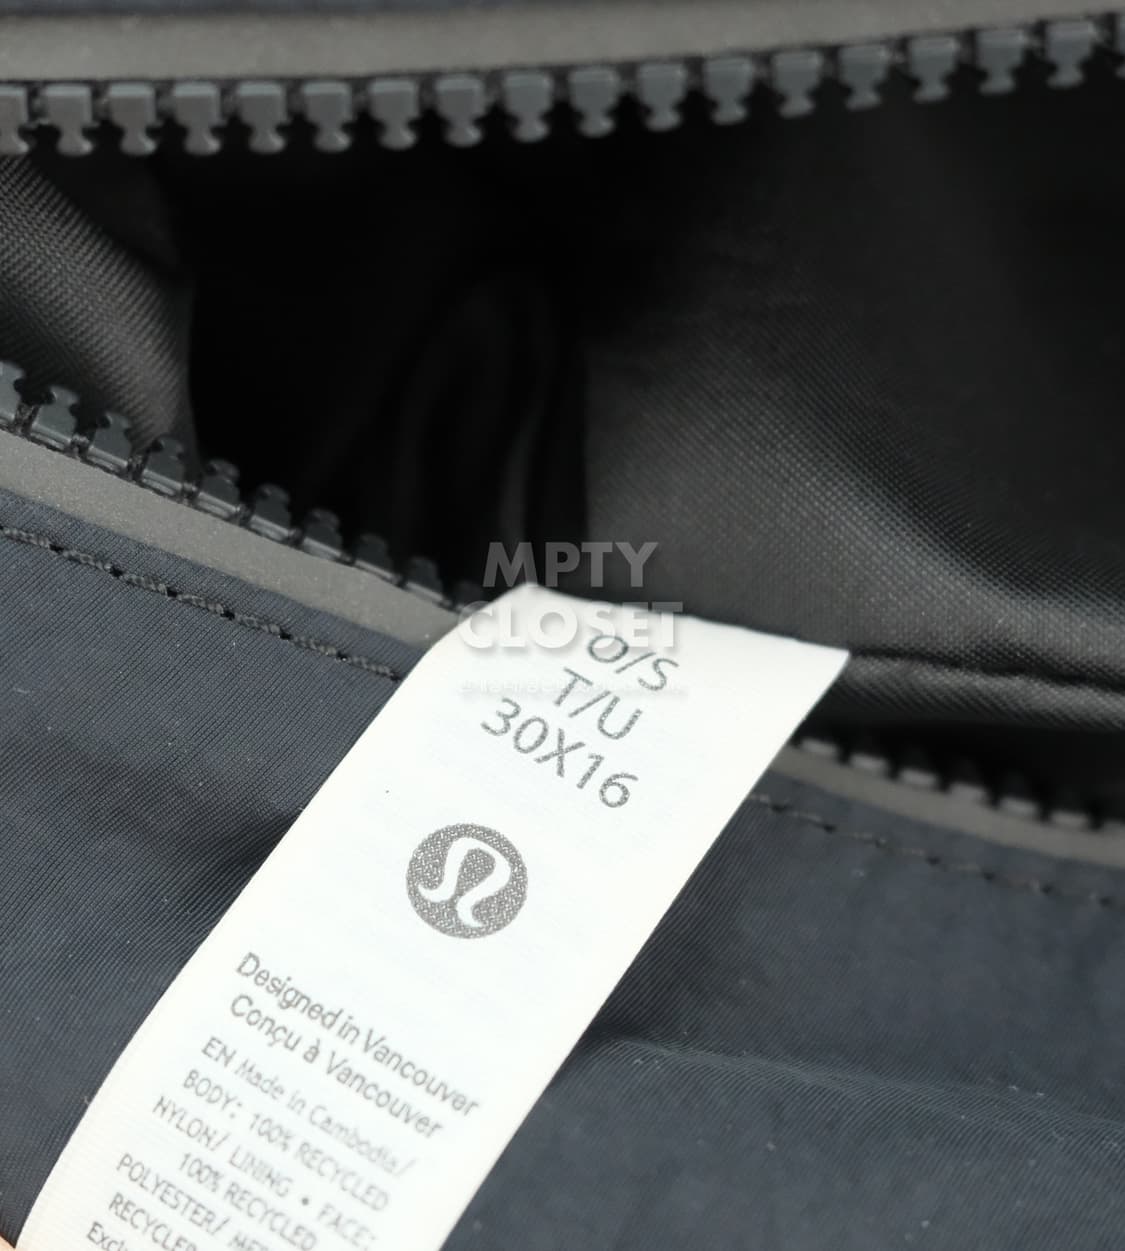 MPTY
CLOSET
O/S
T/U
30X16
Designed in Vancouver
Conçu à Vancouver
EN Made in Cambodia/
BODY: 100% RECYCLED
NYLON/ LINING • FACE:
100% RECYCLED
POLYESTER/
RECYCLED